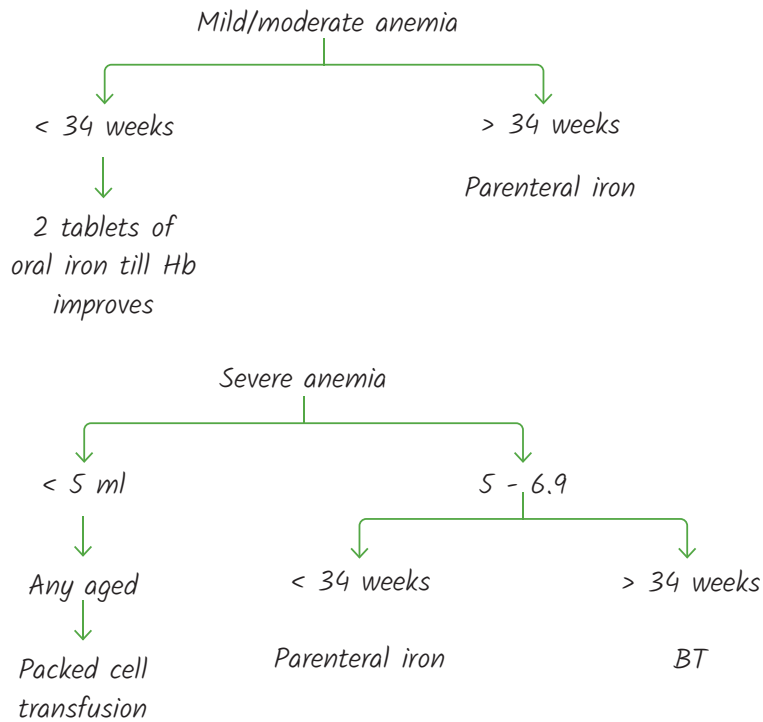 Mild/moderate anemia
< 34 weeks
> 34 weeks
Parenteral iron
2 tablets of
oral iron till Hb
improves
Severe anemia
< 5 ml
5 - 6.9
Any aged
< 34 weeks
> 34 weeks
Packed cell
transfusion
Parenteral iron
BT